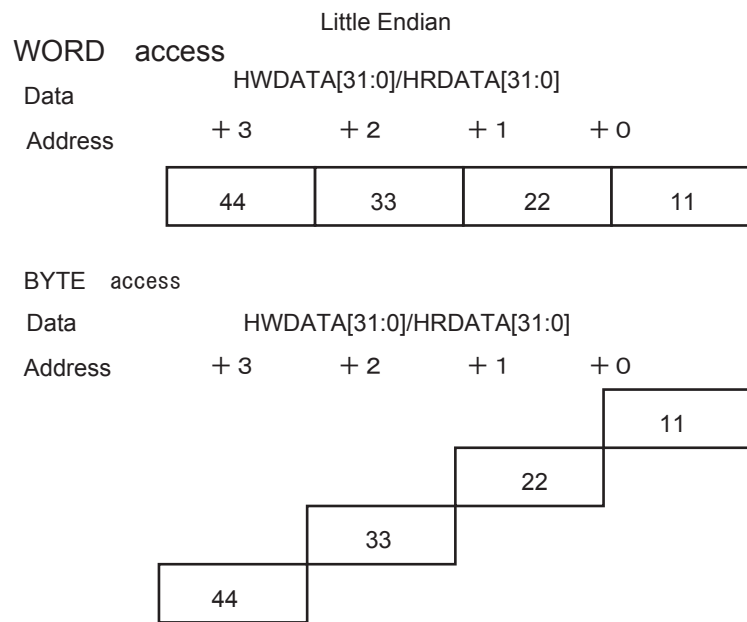 Little Endian
WORD access
HWDATA[31:0]/HRDATA[31:0]
Data
Address +3 +2 +1 +0
44 33 22 11
BYTE access
Data HWDATA[31:0]/HRDATA[31:0]
Address +3 +2 +1 +0
11
22
33
44